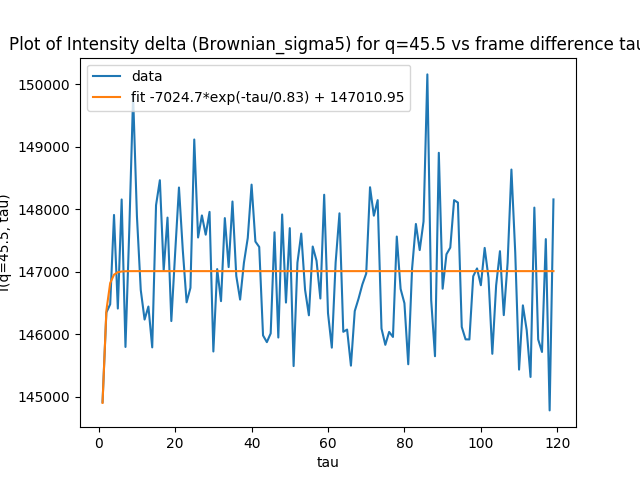 Plot of Intensity delta (Brownian_sigma5) for q=45.5 vs frame difference tau
data
fit -7024.7*exp(-tau/0.83) + 147010.95
150000
149000
148000
147000
146000
145000
I(q=45.5, tau)
0 20 40 60 80 100 120
tau